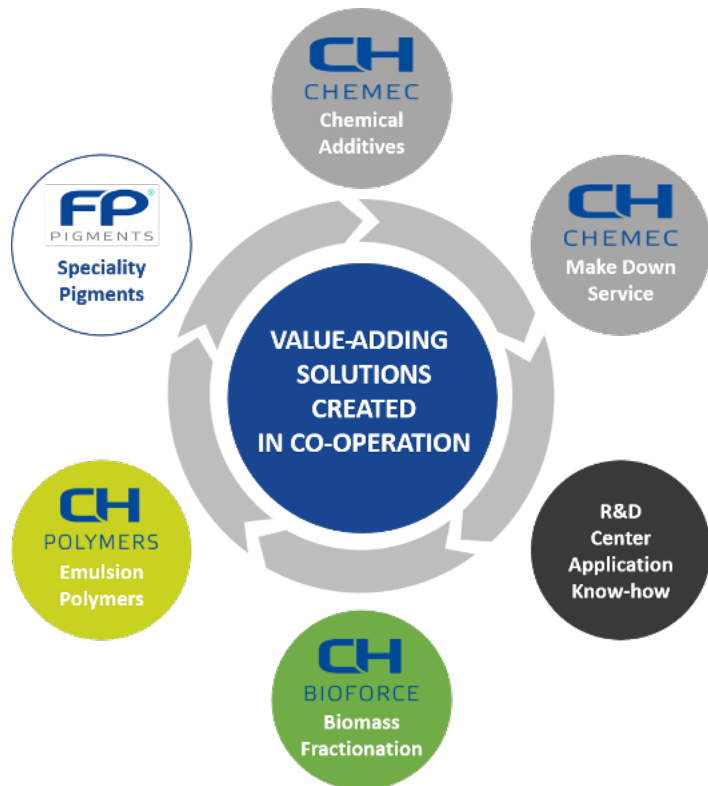 CH
CHEMEC
Chemical
Additives
CH
CHEMEC
Make Down
Service
R&D
Center
Application
Know-how
CH
BIOFORCE
Biomass
Fractionation
CH
POLYMERS
Emulsion
Polymers
FP®
PIGMENTS
Speciality
Pigments
VALUE-ADDING
SOLUTIONS
CREATED
IN CO-OPERATION